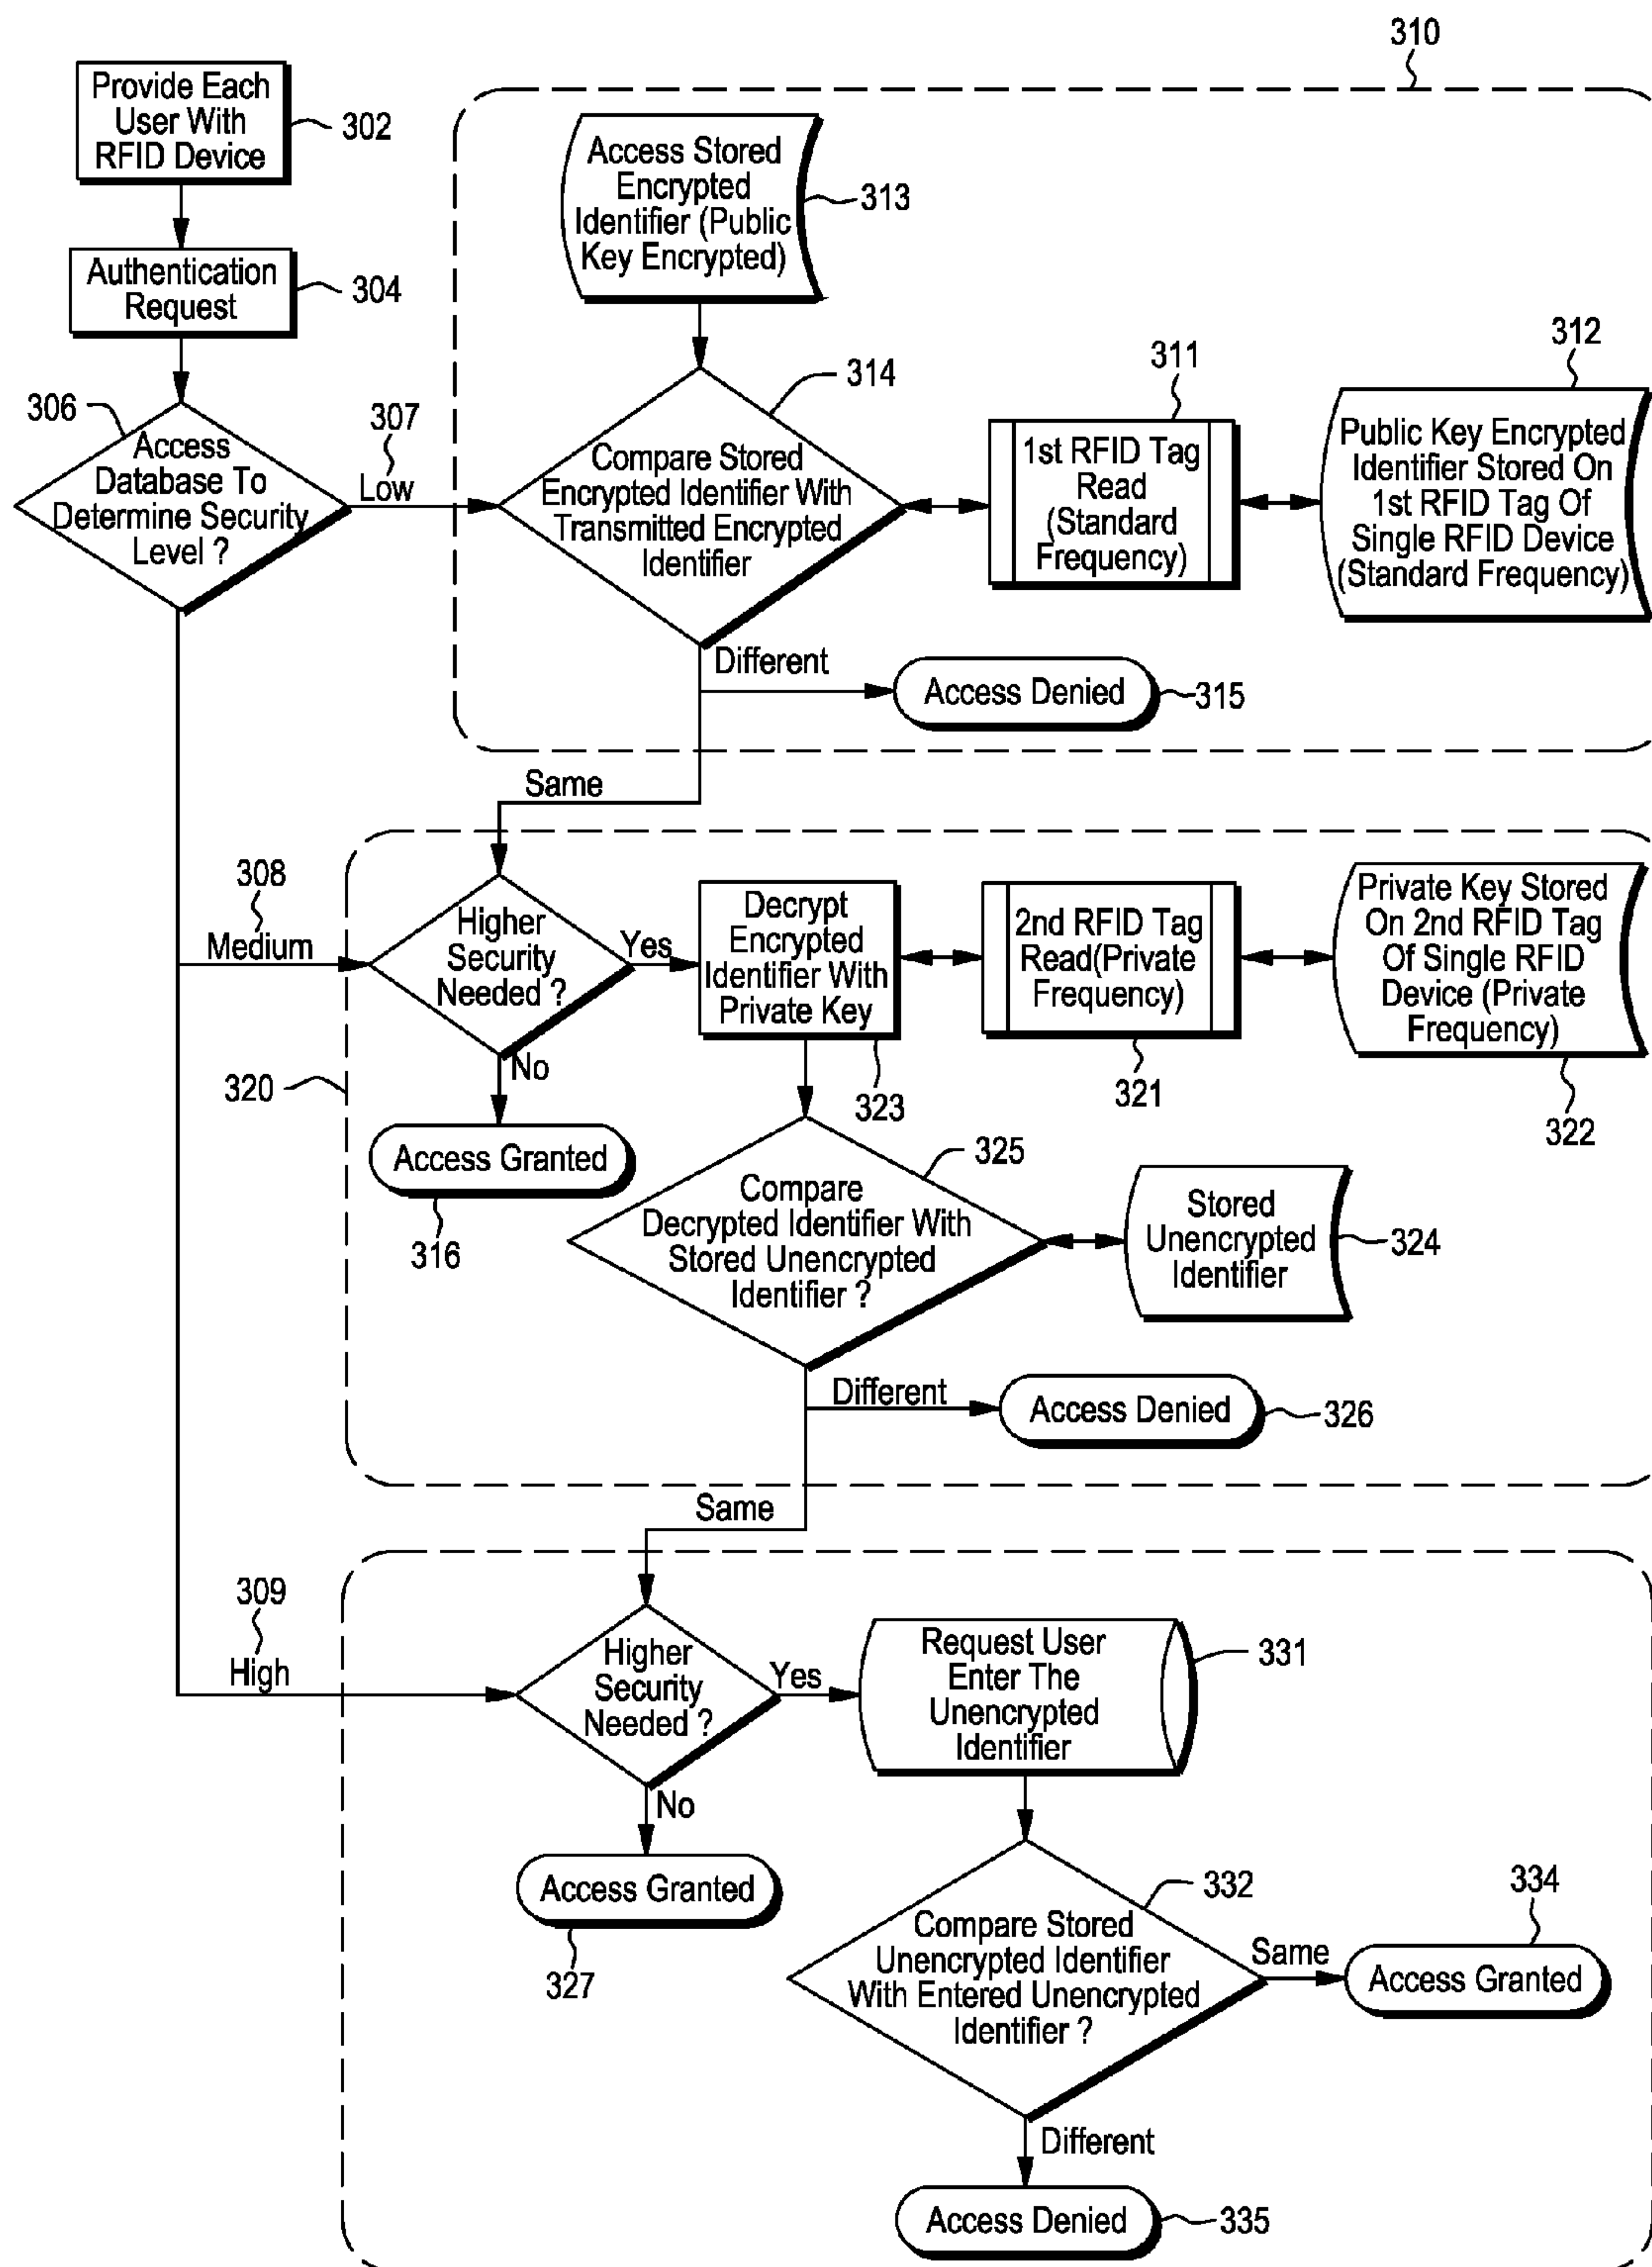 310
Provide Each
User With
RFID Device
302
Authentication
Request
304
306
Access
Database To
Determine Security
Level ?
307
Low
Access Stored
Encrypted
Identifier (Public
Key Encrypted)
313
314
Compare Stored
Encrypted Identifier With
Transmitted Encrypted
Identifier
311
1st RFID Tag
Read
(Standard
Frequency)
312
Public Key Encrypted
Identifier Stored On
1st RFID Tag Of
Single RFID Device
(Standard Frequency)
Different
Access Denied
315
Same
308
Medium
320
Higher
Security
Needed ?
Yes
No
Access Granted
316
Decrypt
Encrypted
Identifier With
Private Key
323
2nd RFID Tag
Read(Private
Frequency)
321
Private Key Stored
On 2nd RFID Tag
Of Single RFID
Device (Private
Frequency)
322
325
Compare
Decrypted Identifier With
Stored Unencrypted
Identifier ?
Stored
Unencrypted
Identifier
324
Different
Access Denied
326
Same
309
High
Higher
Security
Needed ?
Yes
No
Access Granted
327
Request User
Enter The
Unencrypted
Identifier
331
332
Compare Stored
Unencrypted Identifier
With Entered Unencrypted
Identifier ?
Same
334
Access Granted
Different
Access Denied
335